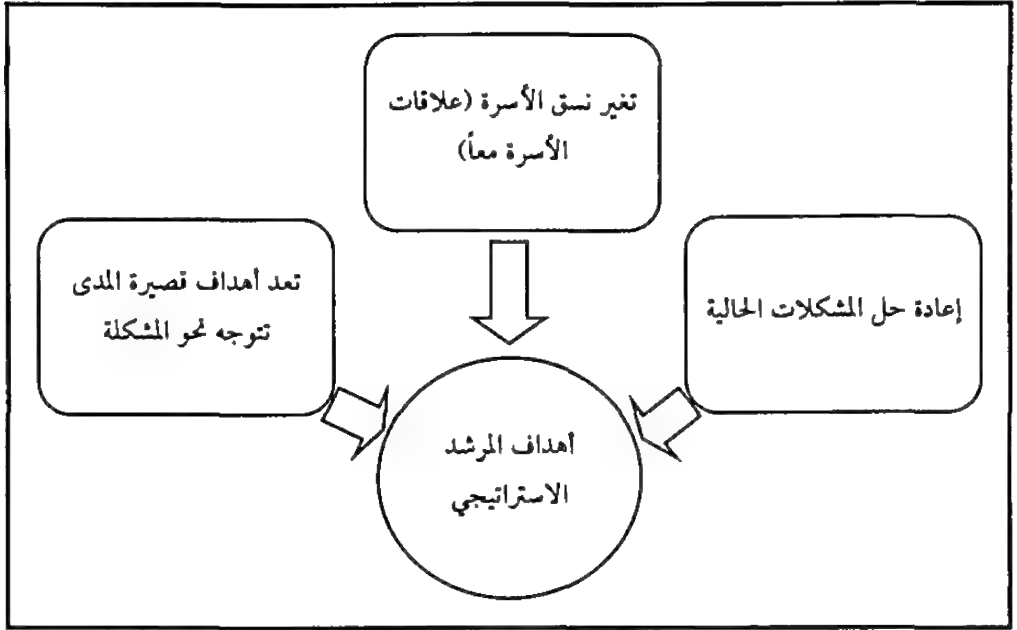 تغير نسق الأسرة (علاقات
الأسرة معاً)
إعادة حل المشكلات الحالية
تعد أهداف قصيرة المدى
تتوجه نحو المشكلة
أهداف المرشد
الاستراتيجي